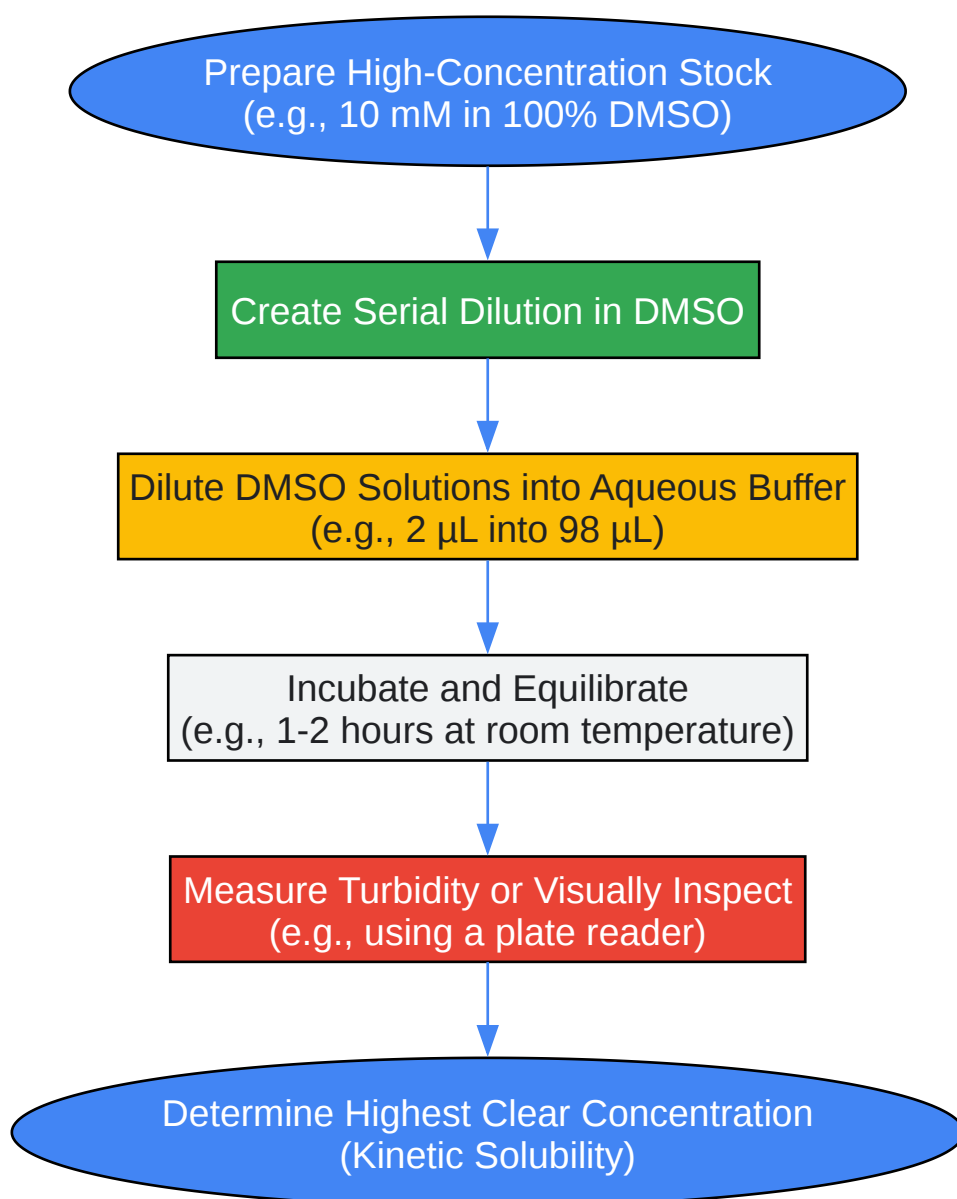 Prepare High-Concentration Stock
(e.g., 10 mM in 100% DMSO)
Create Serial Dilution in DMSO
Dilute DMSO Solutions into Aqueous Buffer
(e.g., 2 µL into 98 µL)
Incubate and Equilibrate
(e.g., 1-2 hours at room temperature)
Measure Turbidity or Visually Inspect
(e.g., using a plate reader)
Determine Highest Clear Concentration
(Kinetic Solubility)